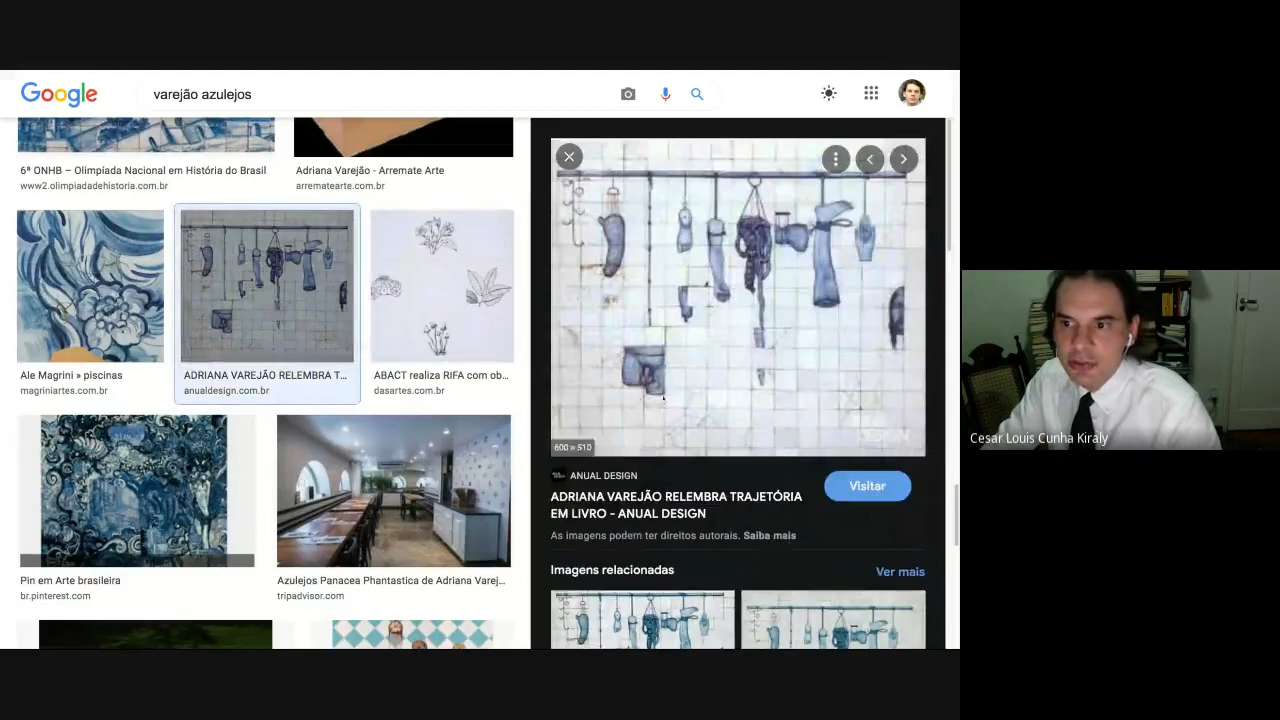 Google
varejão azulejos
6ª ONHB – Olimpíada Nacional em História do Brasil
www2.olimpiadadehistoria.com.br
Adriana Varejão - Arremate Arte
arrematearte.com.br
Ale Magrini » piscinas
magriniartes.com.br
ADRIANA VAREJÃO RELEMBRA T...
anualdesign.com.br
ABACT realiza RIFA com ob...
dasartes.com.br
Pin em Arte brasileira
br.pinterest.com
Azulejos Panacea Phantastica de Adriana Varej...
tripadvisor.com
DESIGN
600 × 510
ANUAL DESIGN
ADRIANA VAREJÃO RELEMBRA TRAJETÓRIA
EM LIVRO - ANUAL DESIGN
Visitar
As imagens podem ter direitos autorais. Saiba mais
Imagens relacionadas
Ver mais
Cesar Louis Cunha Kiraly